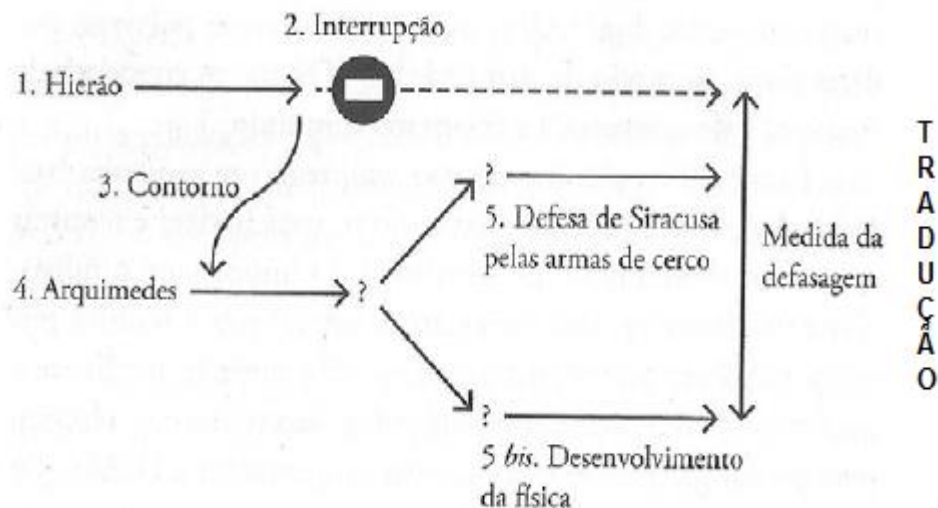 2. Interrupção
1. Hierão
3. Contorno
?
5. Defesa de Siracusa
pelas armas de cerco
Medida da
defasagem
4. Arquimedes
?
?
5 bis. Desenvolvimento
da física
TRADUÇÃO